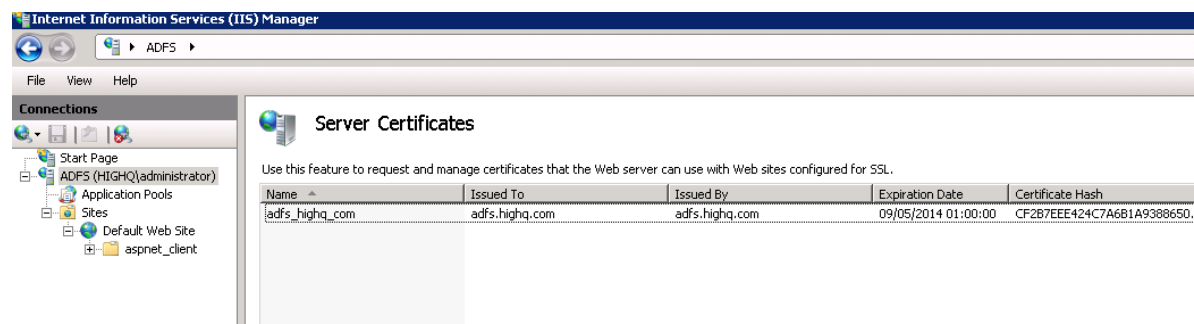 Internet Information Services (IIS) Manager
ADFS
File View Help
Connections
Start Page
ADFS (HIGHQ\administrator)
Application Pools
Sites
Default Web Site
aspnet_client
Server Certificates
Use this feature to request and manage certificates that the Web server can use with Web sites configured for SSL.
Name Issued To Issued By Expiration Date Certificate Hash
adfs_highq_com adfs.highq.com adfs.highq.com 09/05/2014 01:00:00 CF2B7EEE424C7A6B1A9388650.